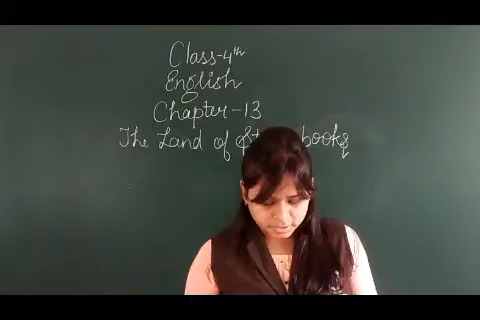 Class-4th
English
Chapter-13
The Land of books